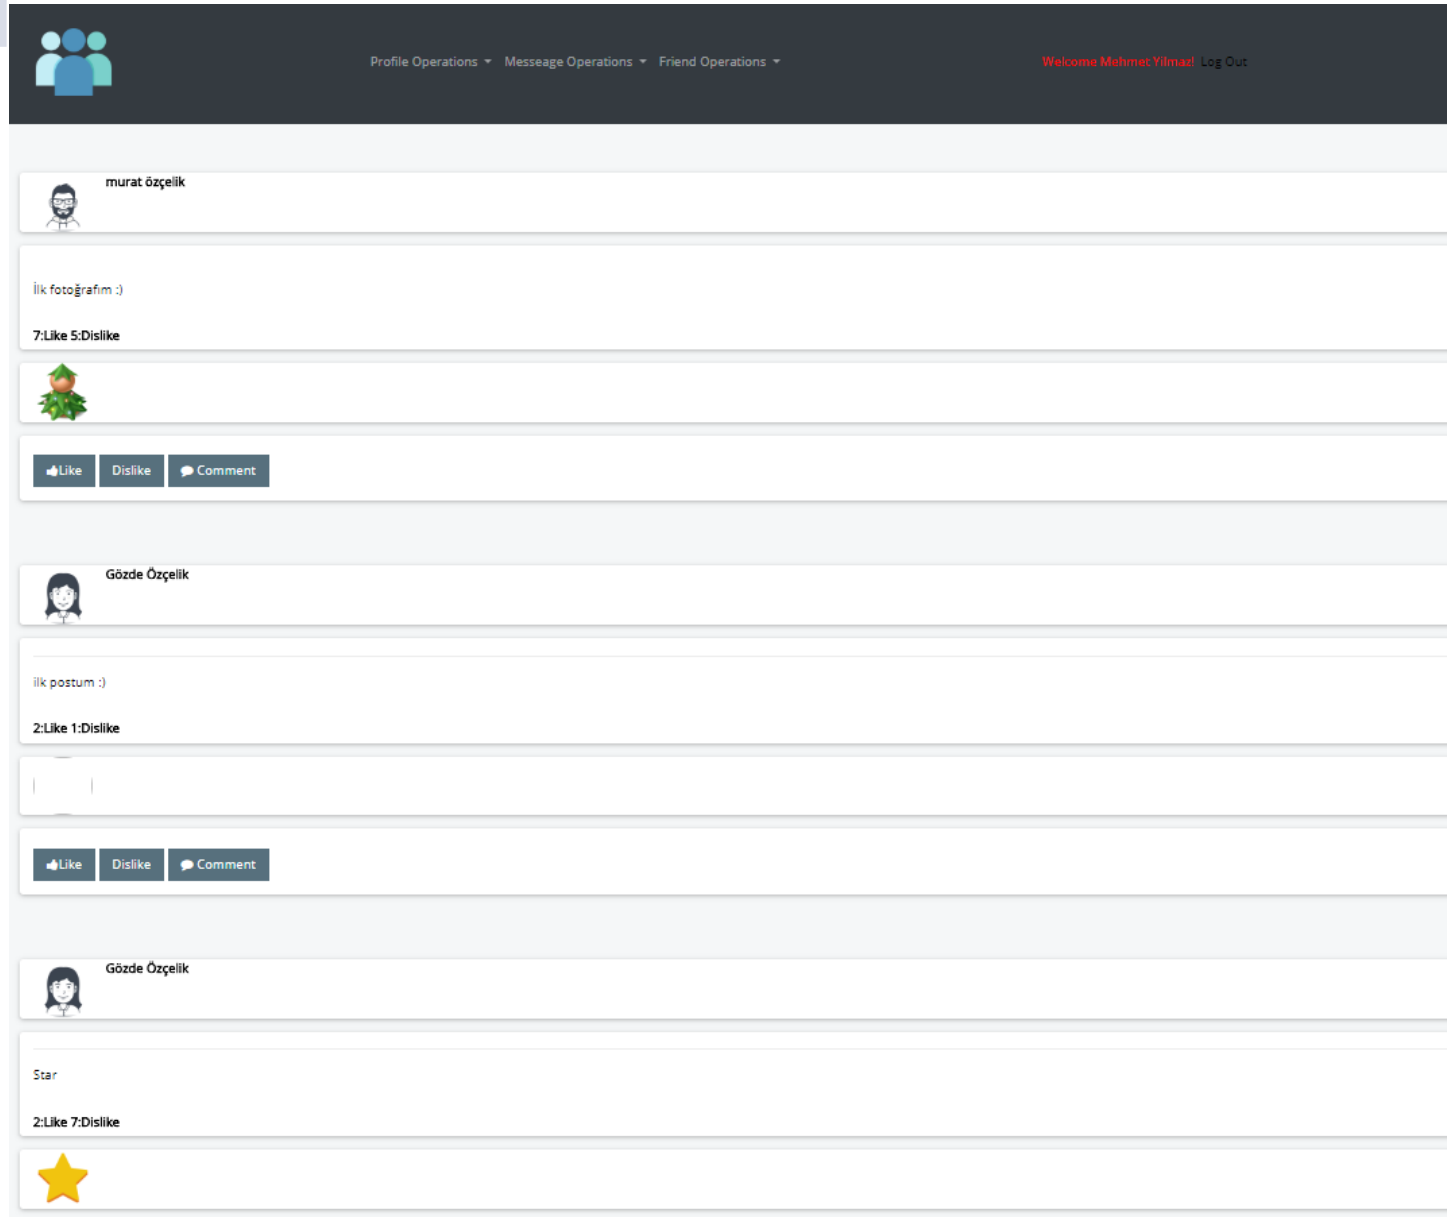 Profile Operations Messeage Operations Friend Operations Welcome Mehmet Yilmaz! Log Out
murat özçelik
İlk fotoğrafım :)
7:Like 5:Dislike
Like Dislike Comment
Gözde Özçelik
ilk postum :)
2:Like 1:Dislike
Like Dislike Comment
Gözde Özçelik
Star
2:Like 7:Dislike